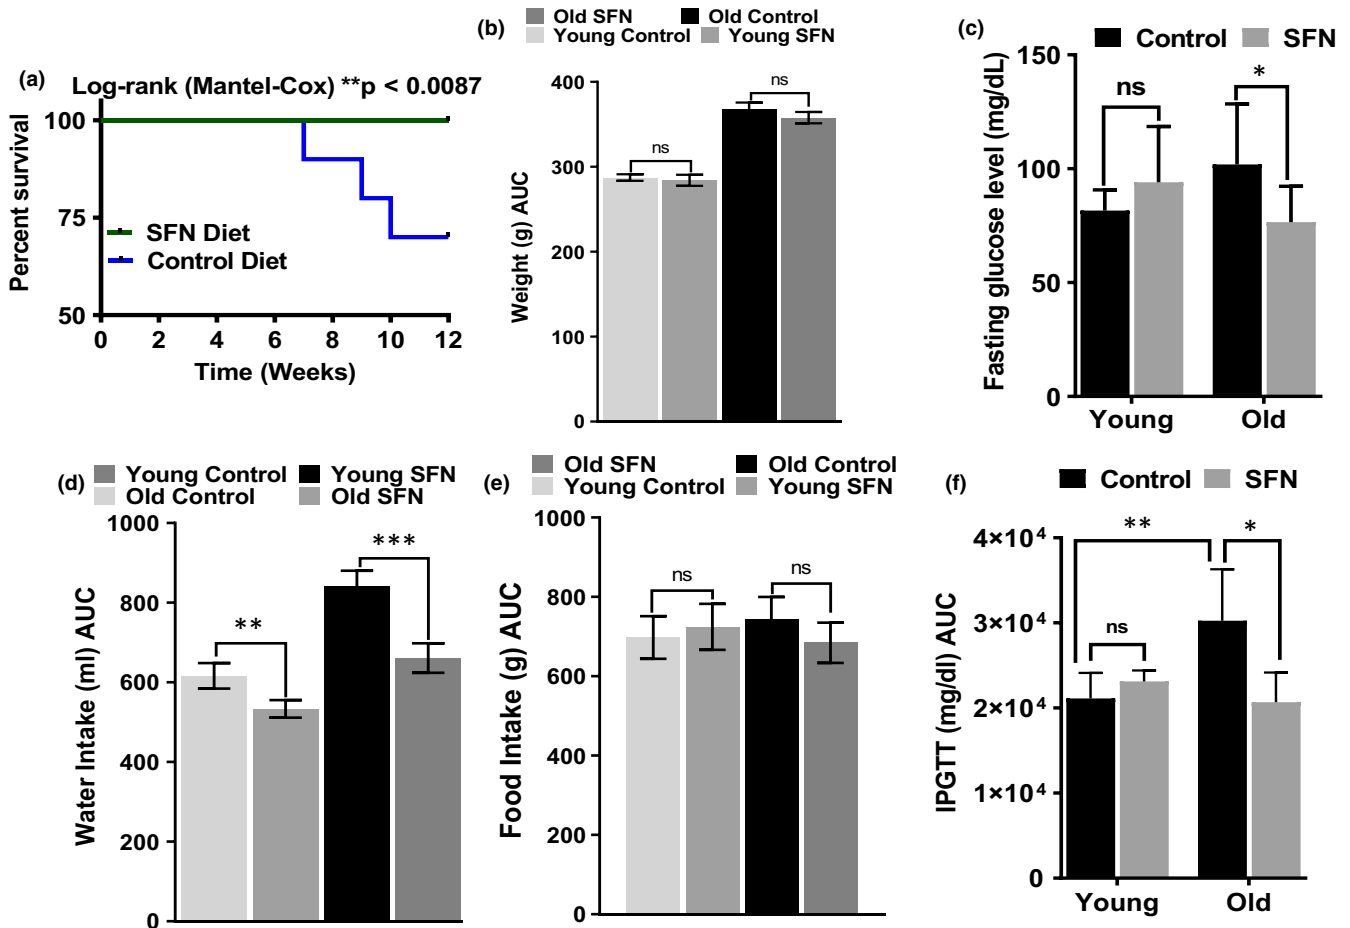 (a)
Log-rank (Mantel-Cox) **p < 0.0087
Percent survival
100
75
50
SFN Diet
Control Diet
0 2 4 6 8 10 12
Time (Weeks)
(b)
Old SFN Old Control
Young Control Young SFN
Weight (g) AUC
400
300
200
100
0
ns
ns
(c)
Control SFN
Fasting glucose level (mg/dL)
150
100
50
0
ns
*
Young Old
(d)
Young Control Young SFN
Old Control Old SFN
Water Intake (ml) AUC
1000
800
600
400
200
0
**
***
(e)
Old SFN Old Control
Young Control Young SFN
Food Intake (g) AUC
1000
800
600
400
200
0
ns
ns
(f)
Control SFN
IPGTT (mg/dl) AUC
4×10⁴
3×10⁴
2×10⁴
1×10⁴
0
**
*
ns
Young Old